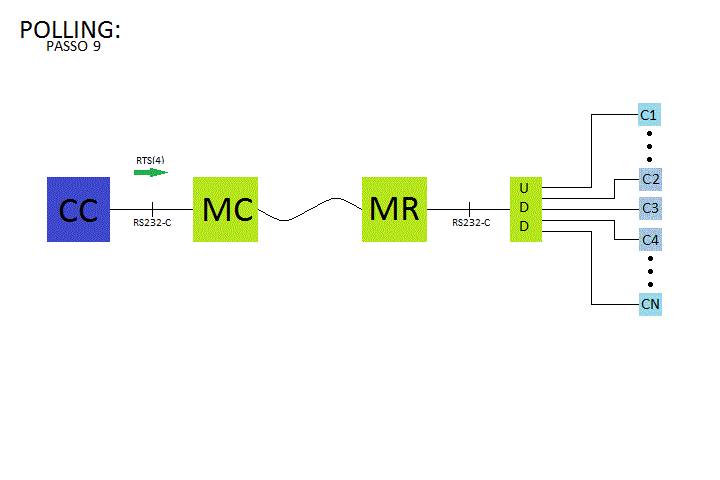 POLLING:
PASSO 9
RTS(4)
CC
RS232-C
MC
MR
RS232-C
U
D
D
C1
C2
C3
C4
CN